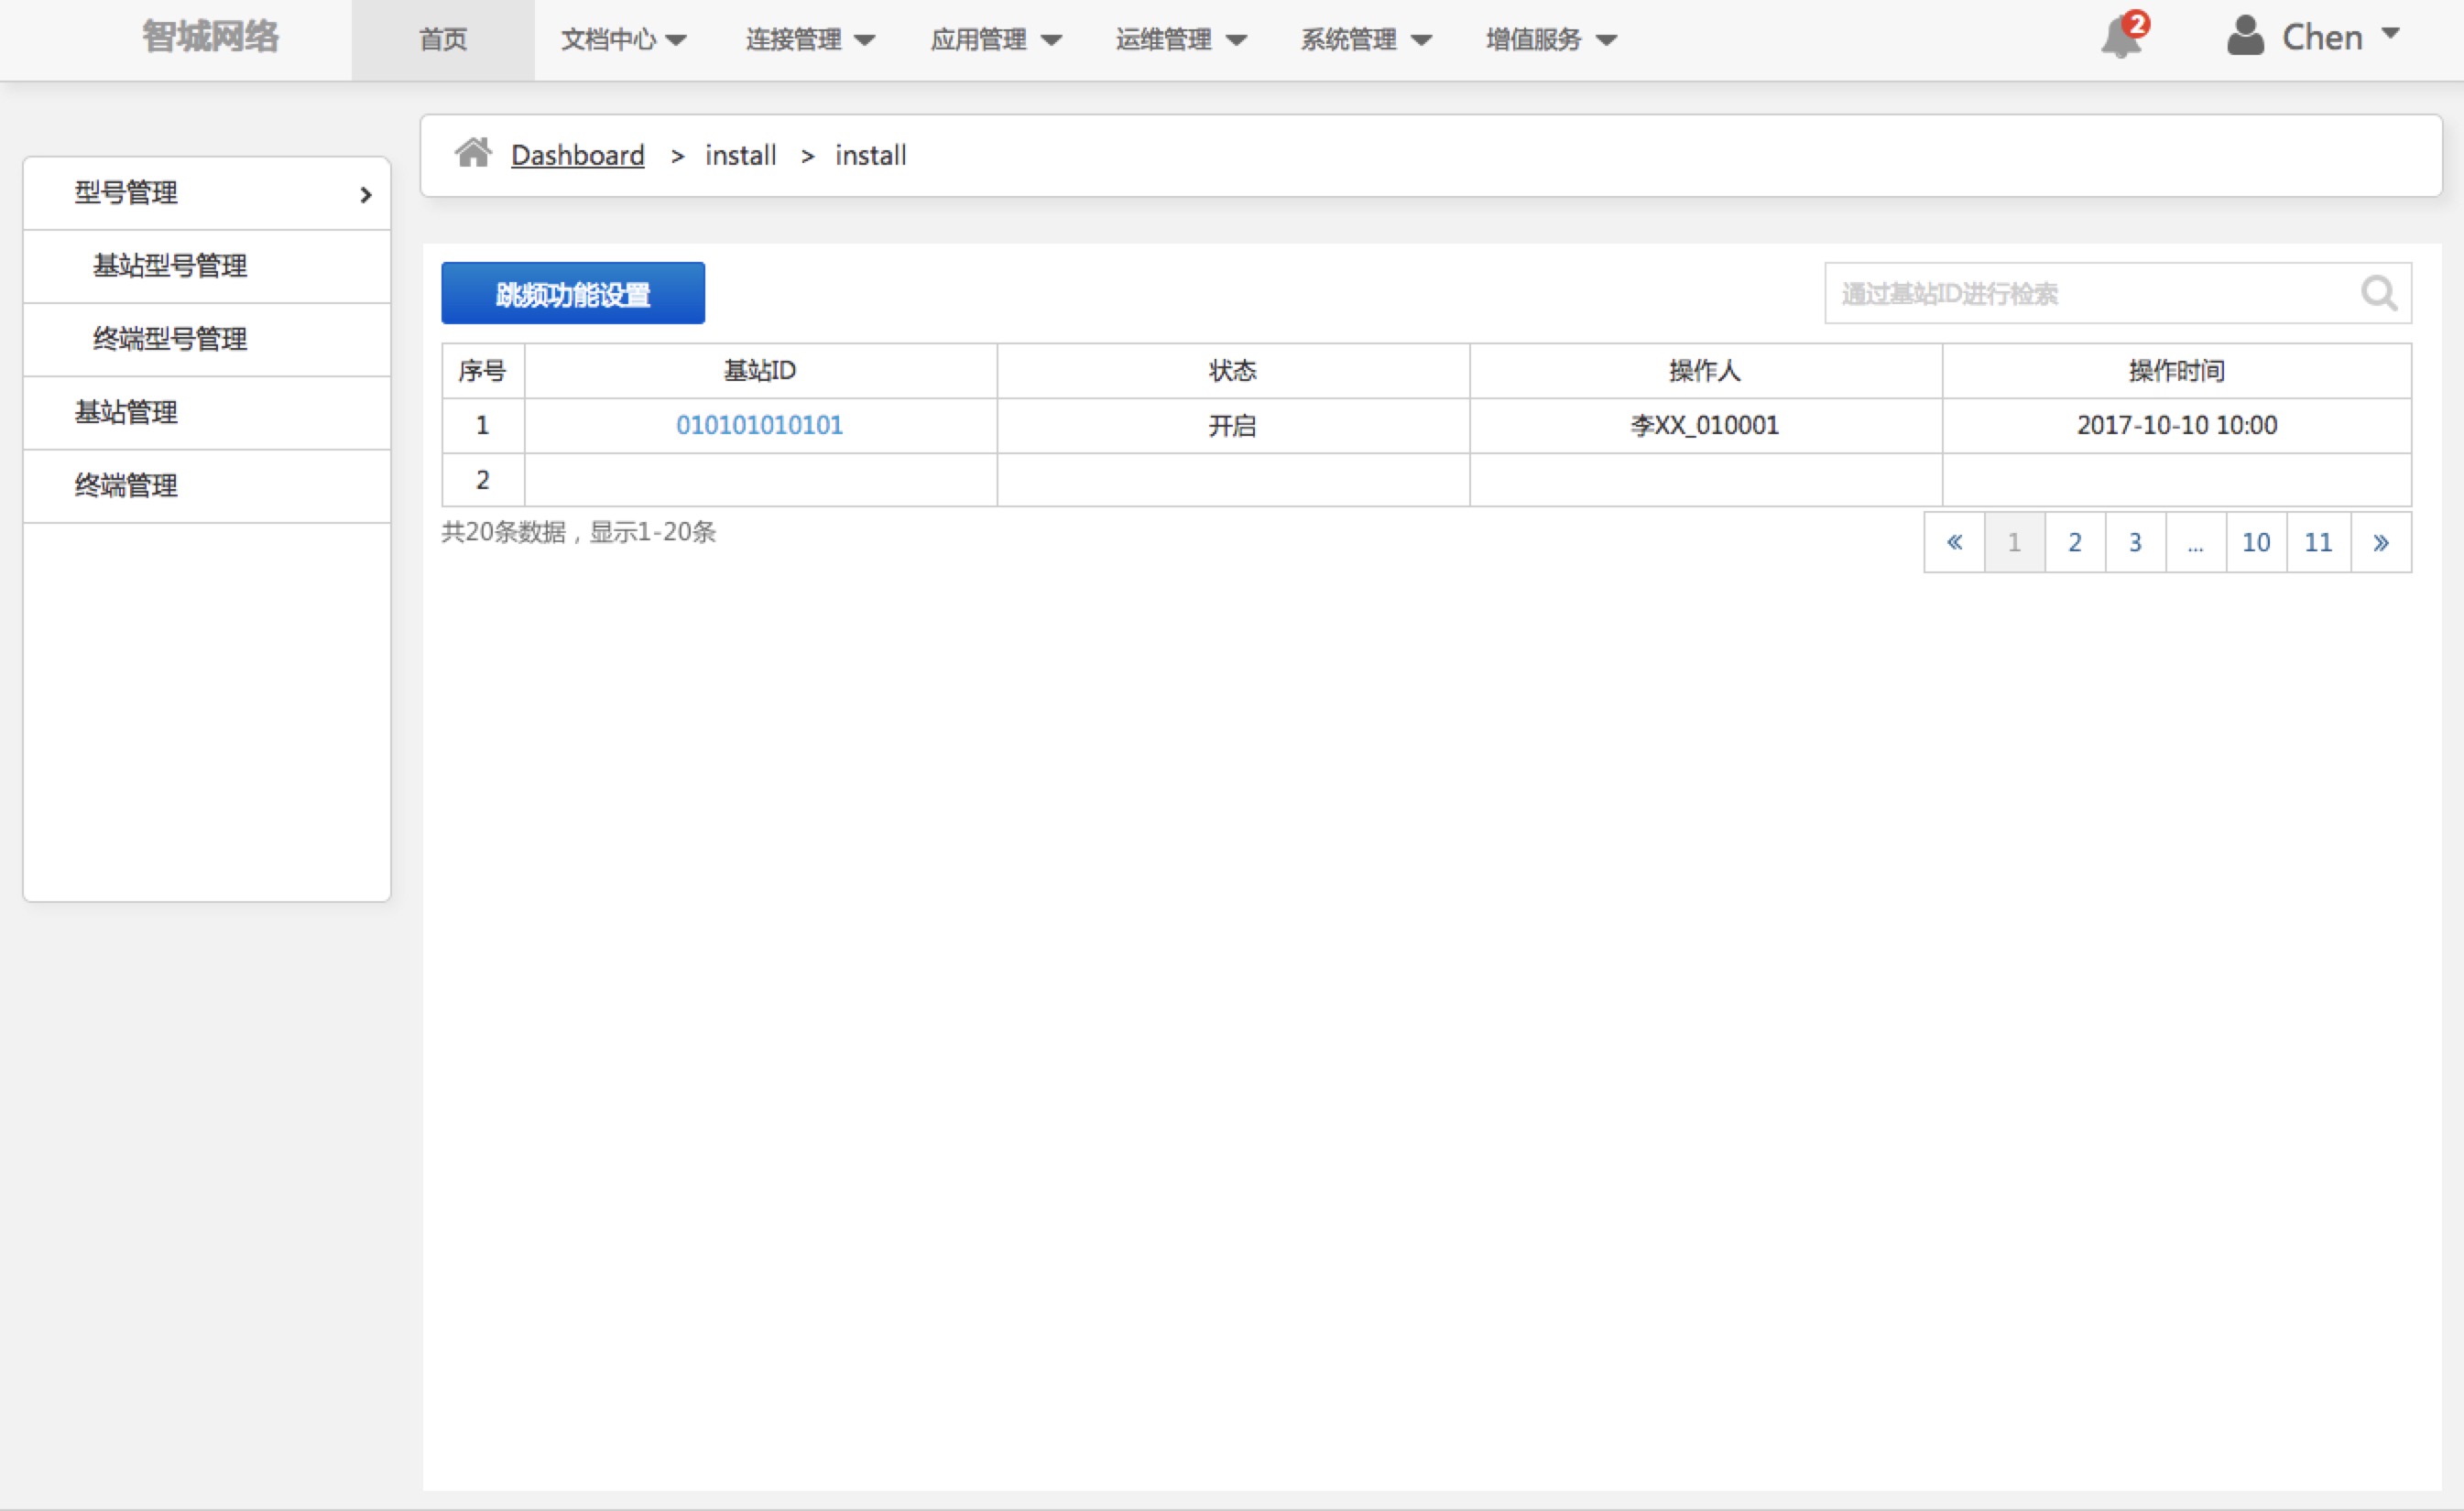 智城网络 首页 文档中心 连接管理 应用管理 运维管理 系统管理 增值服务 2 Chen
Dashboard > install > install
型号管理
基站型号管理
终端型号管理
基站管理
终端管理
跳频功能设置 通过基站ID进行检索
序号 基站ID 状态 操作人 操作时间
1 010101010101 开启 李XX_010001 2017-10-10 10:00
2
共20条数据，显示1-20条
« 1 2 3 ... 10 11 »